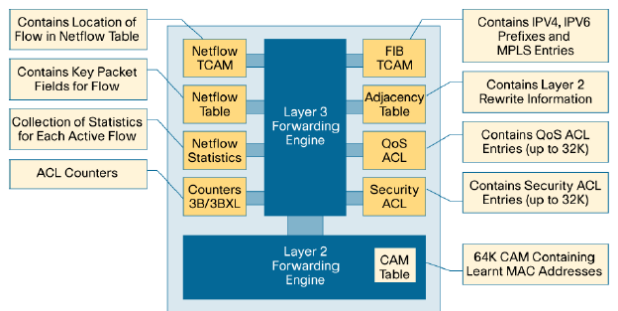 Contains Location of
Flow in Netflow Table
Contains Key Packet
Fields for Flow
Collection of Statistics
for Each Active Flow
ACL Counters
Netflow
TCAM
Netflow
Table
Netflow
Statistics
Counters
3B/3BXL
Layer 3
Forwarding
Engine
FIB
TCAM
Adjacency
Table
QoS
ACL
Security
ACL
Contains IPV4, IPV6
Prefixes and
MPLS Entries
Contains Layer 2
Rewrite Information
Contains QoS ACL
Entries (up to 32K)
Contains Security ACL
Entries (up to 32K)
Layer 2
Forwarding
Engine
CAM
Table
64K CAM Containing
Learnt MAC Addresses